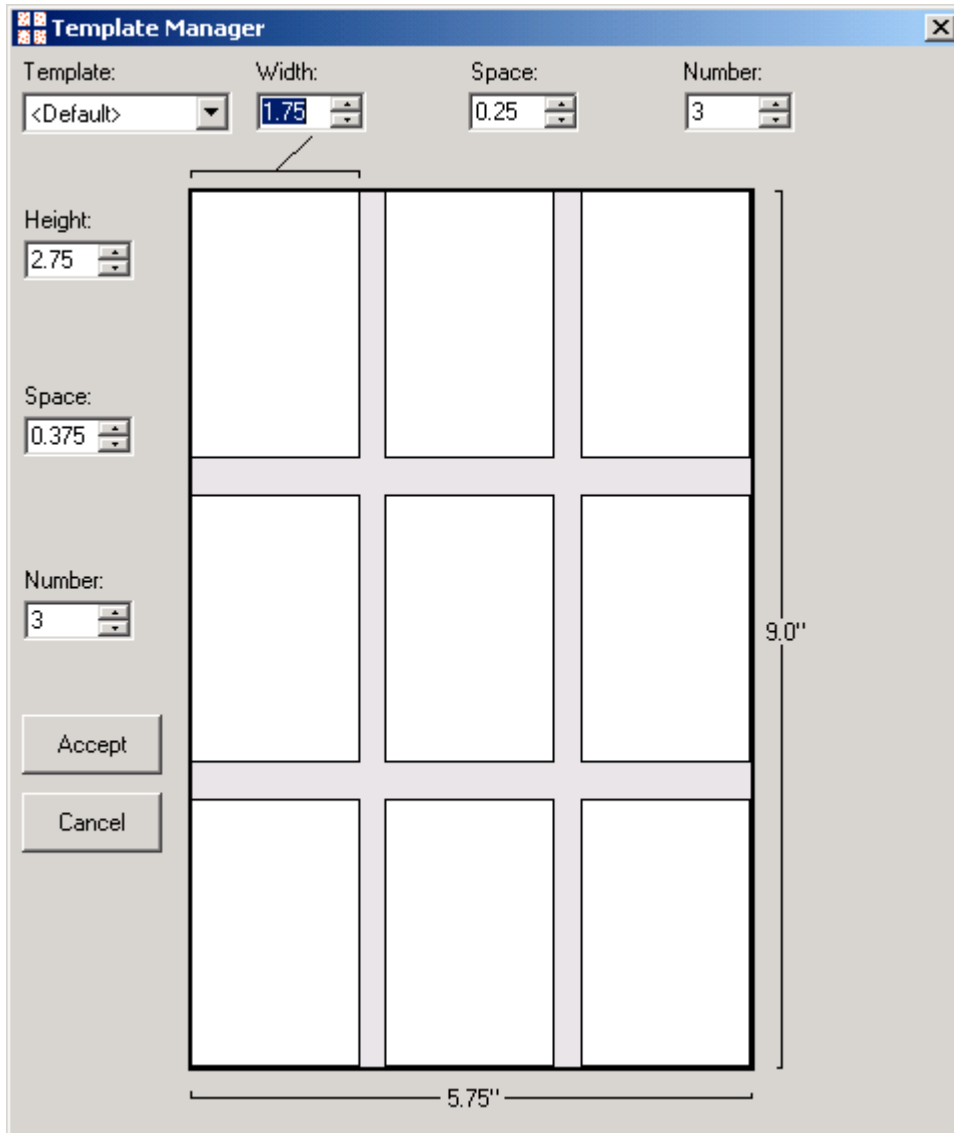 Template Manager
Template: Width: Space: Number:
<Default> 1.75 0.25 3
Height:
2.75
Space:
0.375
Number:
3
9.0"
Accept
Cancel
5.75"